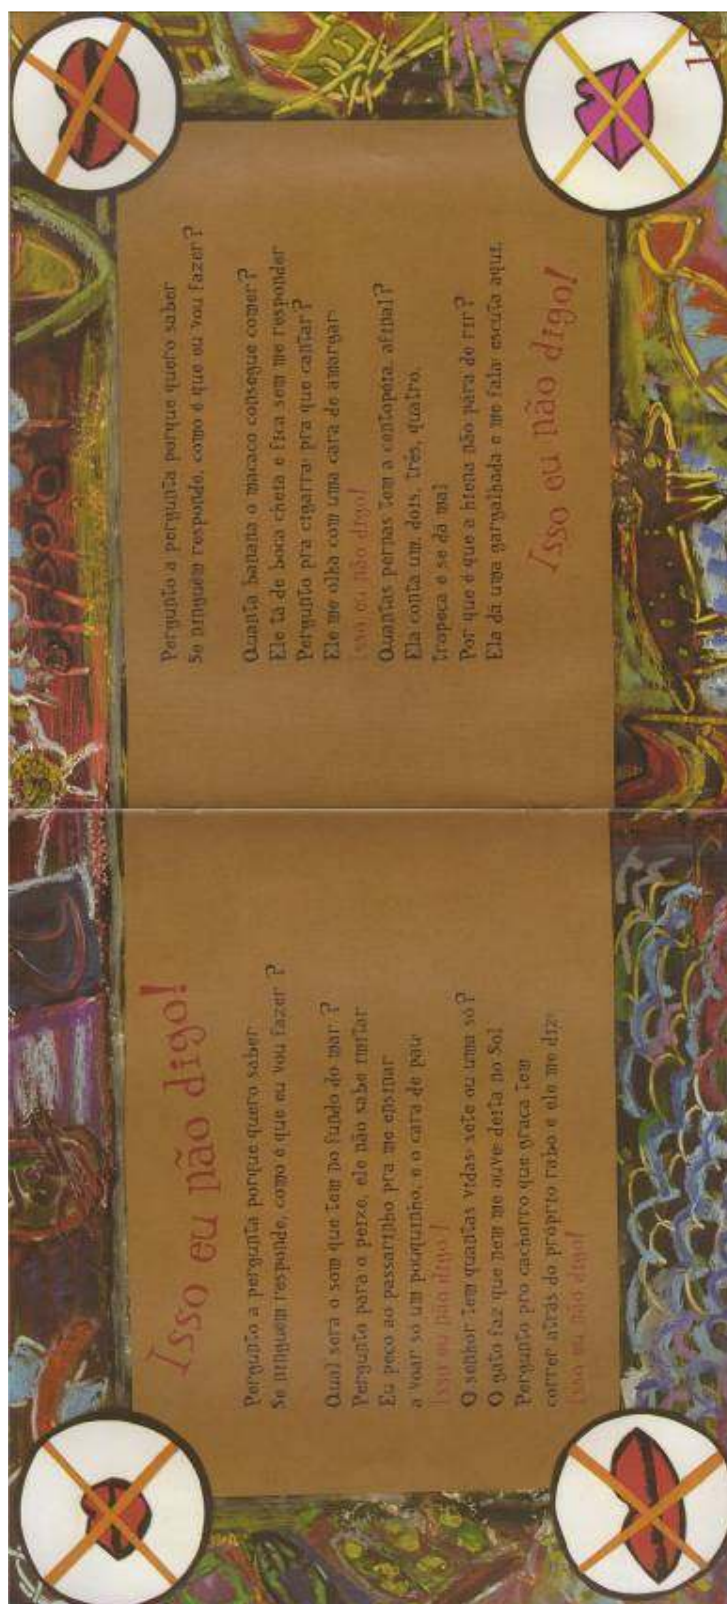 Isso eu não digo!
Pergunto a pergunta porque quero saber
Se ninguém responde, como é que eu vou fazer ?
Qual será o som que tem no fundo do mar ?
Pergunto para o peixe, ele não sabe imitar
Eu peço ao passarinho pra me ensinar
a voar só um pouquinho, e o cara de pau:
Isso eu não digo !
O senhor tem quantas vidas: sete ou uma só?
O gato faz que nem me ouve: deita no Sol
Pergunto pro cachorro que graça tem
correr atrás do próprio rabo e ele me diz:
Isso eu não digo!
Pergunto a pergunta porque quero saber
Se ninguém responde, como é que eu vou fazer ?
Quanta banana o macaco consegue comer?
Ele tá de boca cheia e fica sem me responder
Pergunto pra cigarra: pra que cantar?
Ele me olha com uma cara de amargar
Isso eu não digo!
Quantas pernas tem a centopéia, afinal?
Ela conta um, dois, três, quatro,
tropeça e se dá mal
Por que é que a hiena não pára de rir?
Ela dá uma gargalhada e me fala: escuta aqui,
Isso eu não digo!